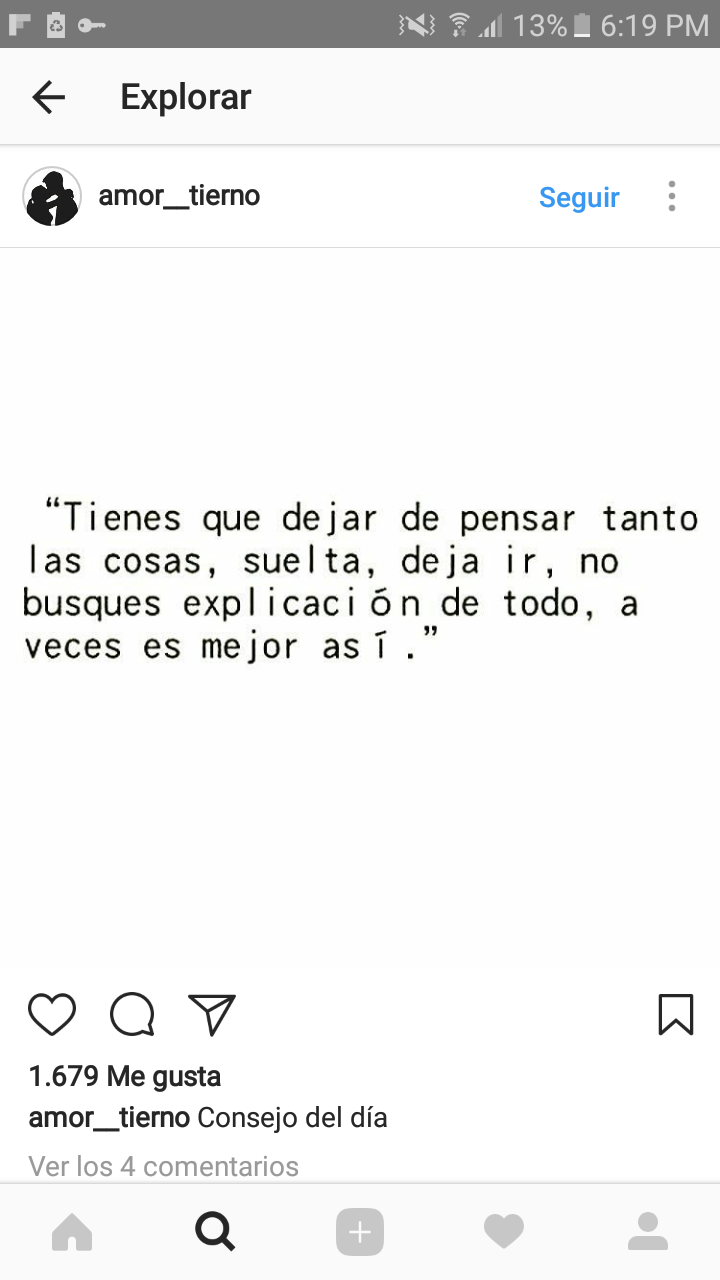 13% 6:19 PM
Explorar
amor__tierno Seguir
“Tienes que dejar de pensar tanto
las cosas, suelta, deja ir, no
busques explicación de todo, a
veces es mejor así.”
1.679 Me gusta
amor__tierno Consejo del día
Ver los 4 comentarios